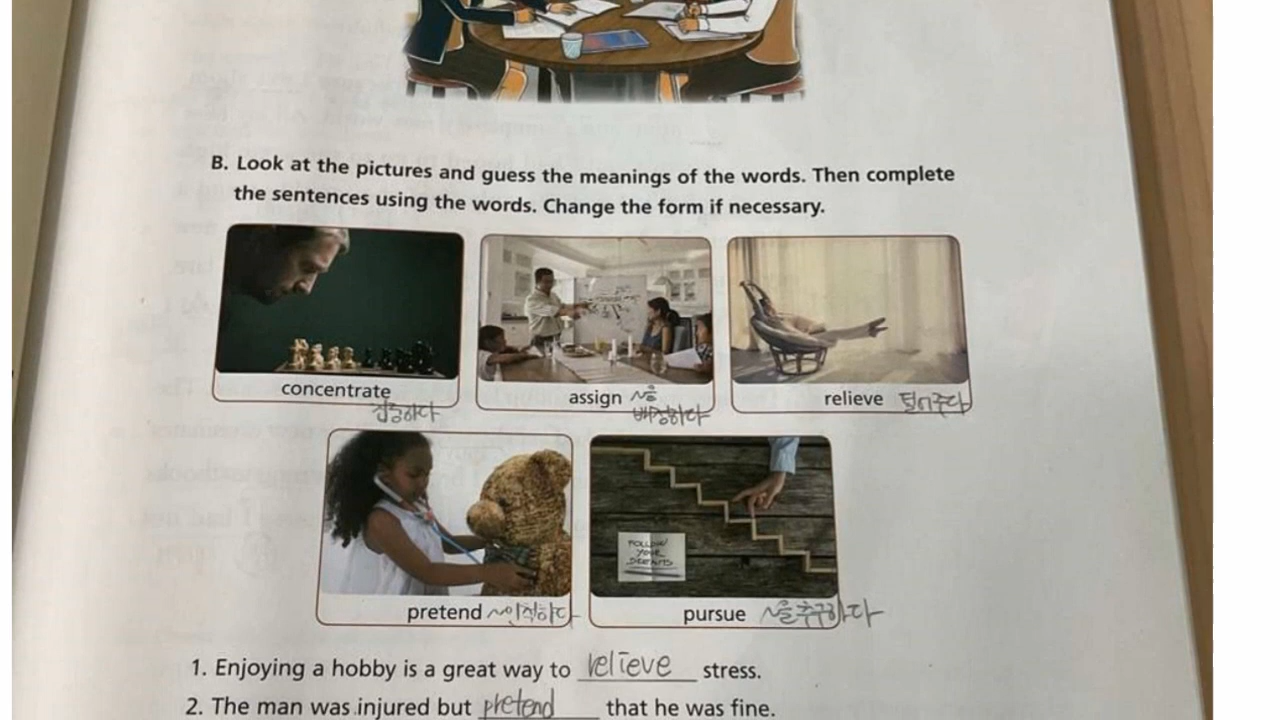 B. Look at the pictures and guess the meanings of the words. Then complete
the sentences using the words. Change the form if necessary.
concentrate
집중하다
assign ~을
배정하다
relieve 덜어주다
FOLLOW
YOUR
DREAMS
pretend ~인척하다
pursue ~을 추구하다
1. Enjoying a hobby is a great way to relieve stress.
2. The man was injured but pretend that he was fine.